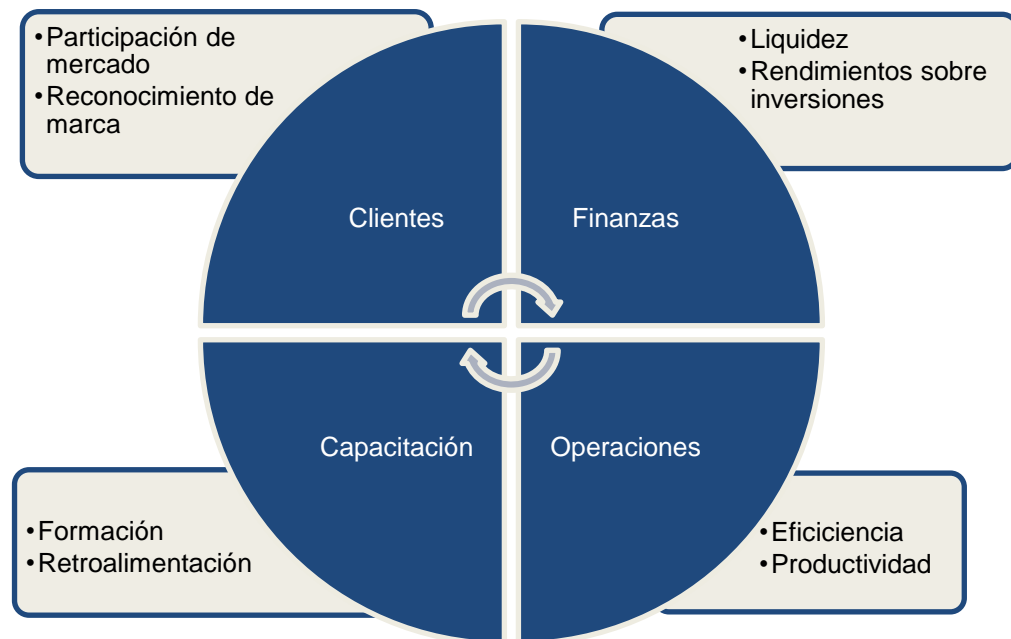 •Participación de
mercado
•Reconocimiento de
marca
•Liquidez
•Rendimientos sobre
inversiones
Clientes
Finanzas
Capacitación
Operaciones
•Formación
•Retroalimentación
•Eficiciencia
•Productividad